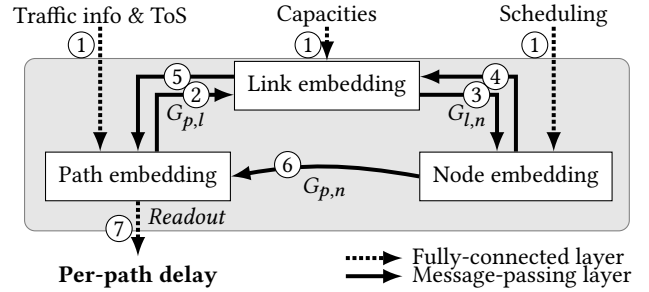 Traffic info & ToS Capacities Scheduling
1 1 1
5 Link embedding 4
2 3
G_{p,l} G_{l,n}
Path embedding 6 Node embedding
G_{p,n}
7 Readout
Per-path delay
Fully-connected layer
Message-passing layer